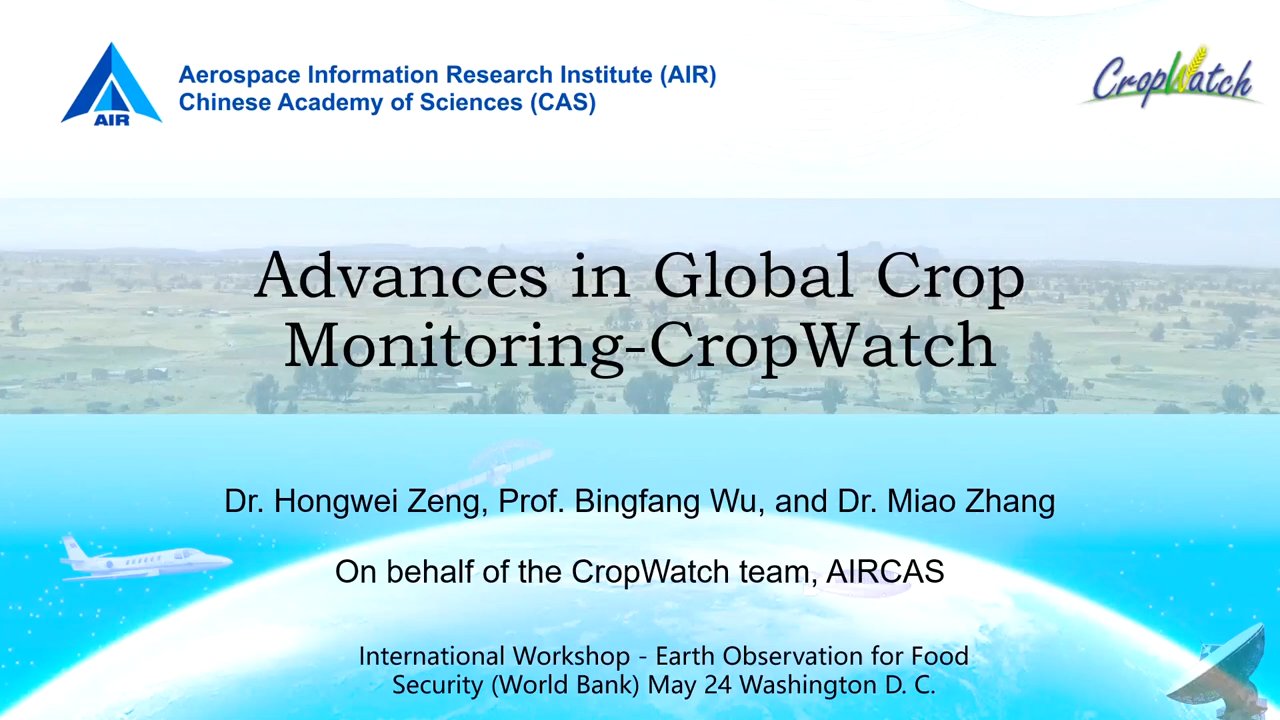 AIR
Aerospace Information Research Institute (AIR)
Chinese Academy of Sciences (CAS)
CropWatch
Advances in Global Crop
Monitoring-CropWatch
Dr. Hongwei Zeng, Prof. Bingfang Wu, and Dr. Miao Zhang
On behalf of the CropWatch team, AIRCAS
International Workshop - Earth Observation for Food
Security (World Bank) May 24 Washington D. C.